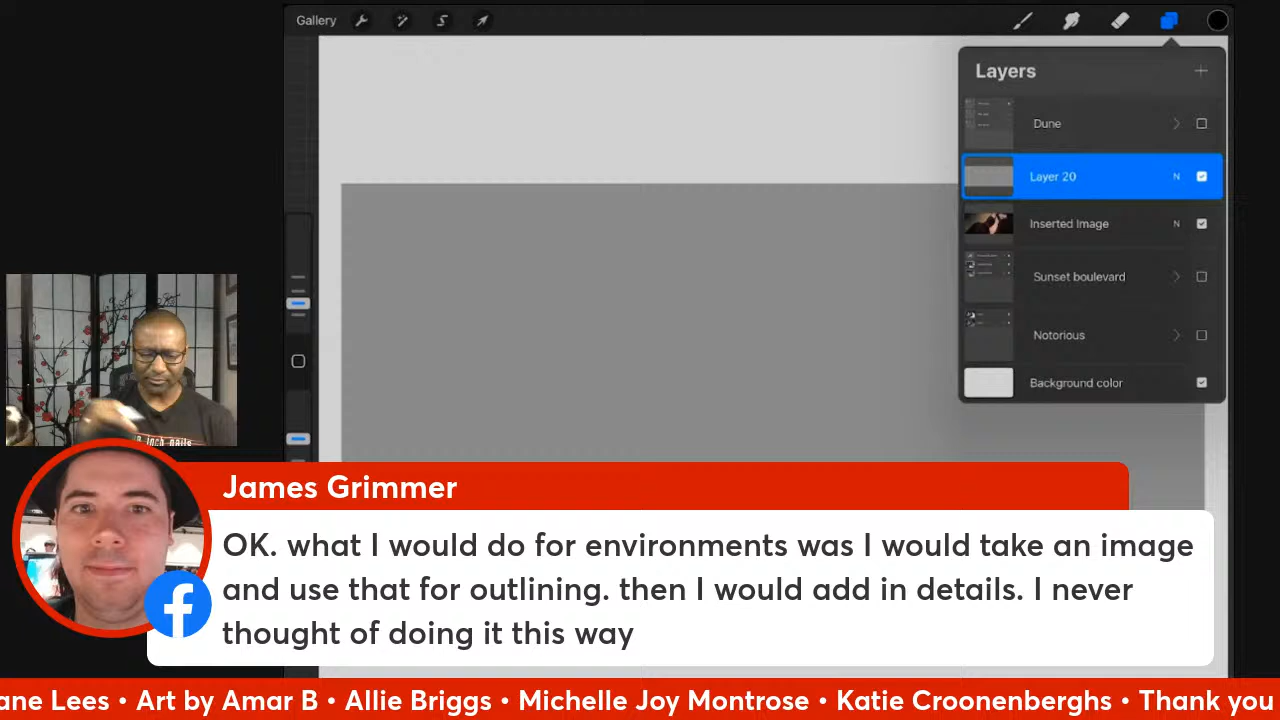 Gallery
Layers
Dune
Layer 20 N
Inserted Image N
Sunset boulevard
Notorious
Background color
inch nails
James Grimmer
OK. what I would do for environments was I would take an image
and use that for outlining. then I would add in details. I never
thought of doing it this way
ane Lees • Art by Amar B • Allie Briggs • Michelle Joy Montrose • Katie Croonenberghs • Thank you